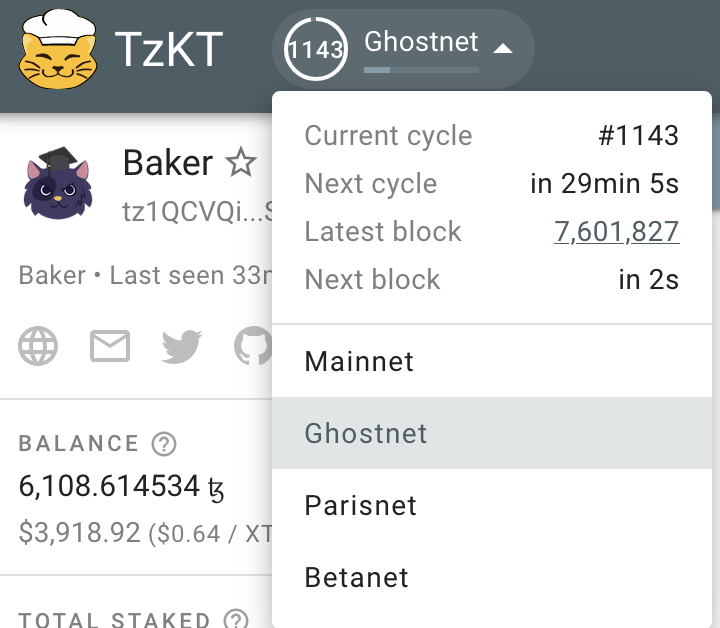 TzKT
1143 Ghostnet
Current cycle #1143
Next cycle in 29min 5s
Latest block 7,601,827
Next block in 2s
Mainnet
Ghostnet
Parisnet
Betanet
Baker
tz1QCVQi...
Baker • Last seen 33
BALANCE
6,108.614534 ꜩ
$3,918.92 ($0.64 / XT
TOTAL STAKED